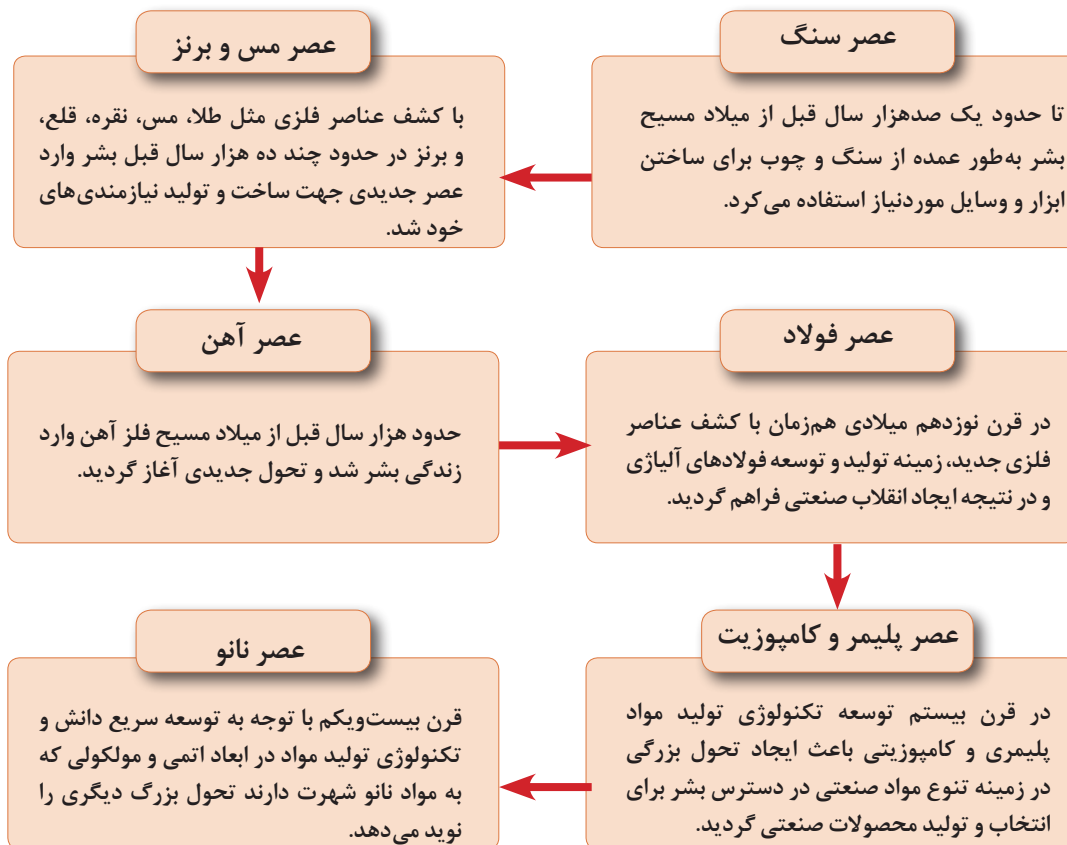 عصر سنگ
تا حدود یک صدهزار سال قبل از میلاد مسیح
بشر به‌طور عمده از سنگ و چوب برای ساختن
ابزار و وسایل موردنیاز استفاده می‌کرد.
عصر مس و برنز
با کشف عناصر فلزی مثل طلا، مس، نقره، قلع،
و برنز در حدود چند ده هزار سال قبل بشر وارد
عصر جدیدی جهت ساخت و تولید نیازمندی‌های
خود شد.
عصر آهن
حدود هزار سال قبل از میلاد مسیح فلز آهن وارد
زندگی بشر شد و تحول جدیدی آغاز گردید.
عصر فولاد
در قرن نوزدهم میلادی هم‌زمان با کشف عناصر
فلزی جدید، زمینه تولید و توسعه فولادهای آلیاژی
و در نتیجه ایجاد انقلاب صنعتی فراهم گردید.
عصر پلیمر و کامپوزیت
در قرن بیستم توسعه تکنولوژی تولید مواد
پلیمری و کامپوزیتی باعث ایجاد تحول بزرگی
در زمینه تنوع مواد صنعتی در دسترس بشر برای
انتخاب و تولید محصولات صنعتی گردید.
عصر نانو
قرن بیست‌ویکم با توجه به توسعه سریع دانش و
تکنولوژی تولید مواد در ابعاد اتمی و مولکولی که
به مواد نانو شهرت دارند تحول بزرگ دیگری را
نوید می‌دهد.